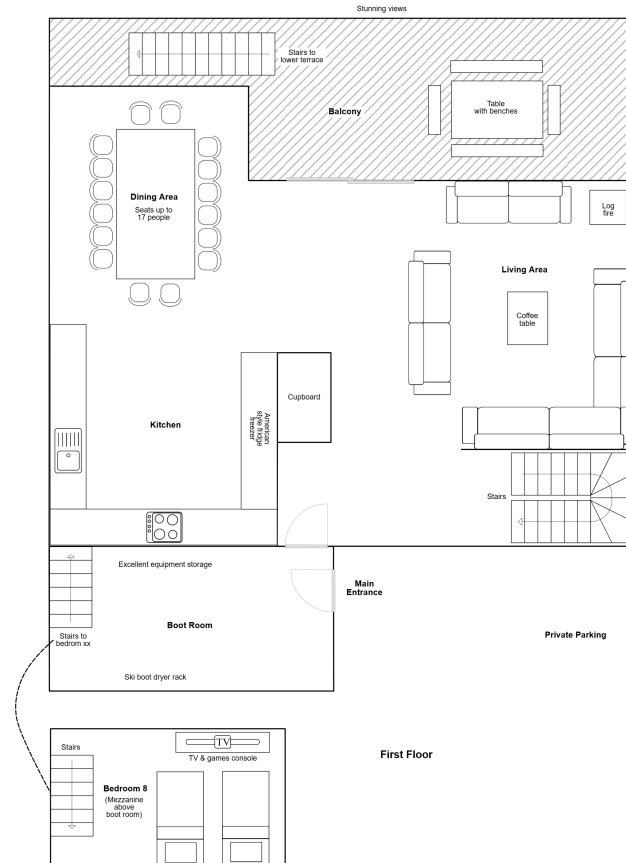 Stunning views
Stairs to
lower terrace
Balcony
Table
with benches
Dining Area
Seats up to
17 people
Log
fire
Living Area
Coffee
table
Cupboard
American
style fridge
freezer
Kitchen
Stairs
Excellent equipment storage
Main
Entrance
Boot Room
Private Parking
Stairs to
bedrom xx
Ski boot dryer rack
Stairs
TV
TV & games console
First Floor
Bedroom 8
(Mezzanine
above
boot room)